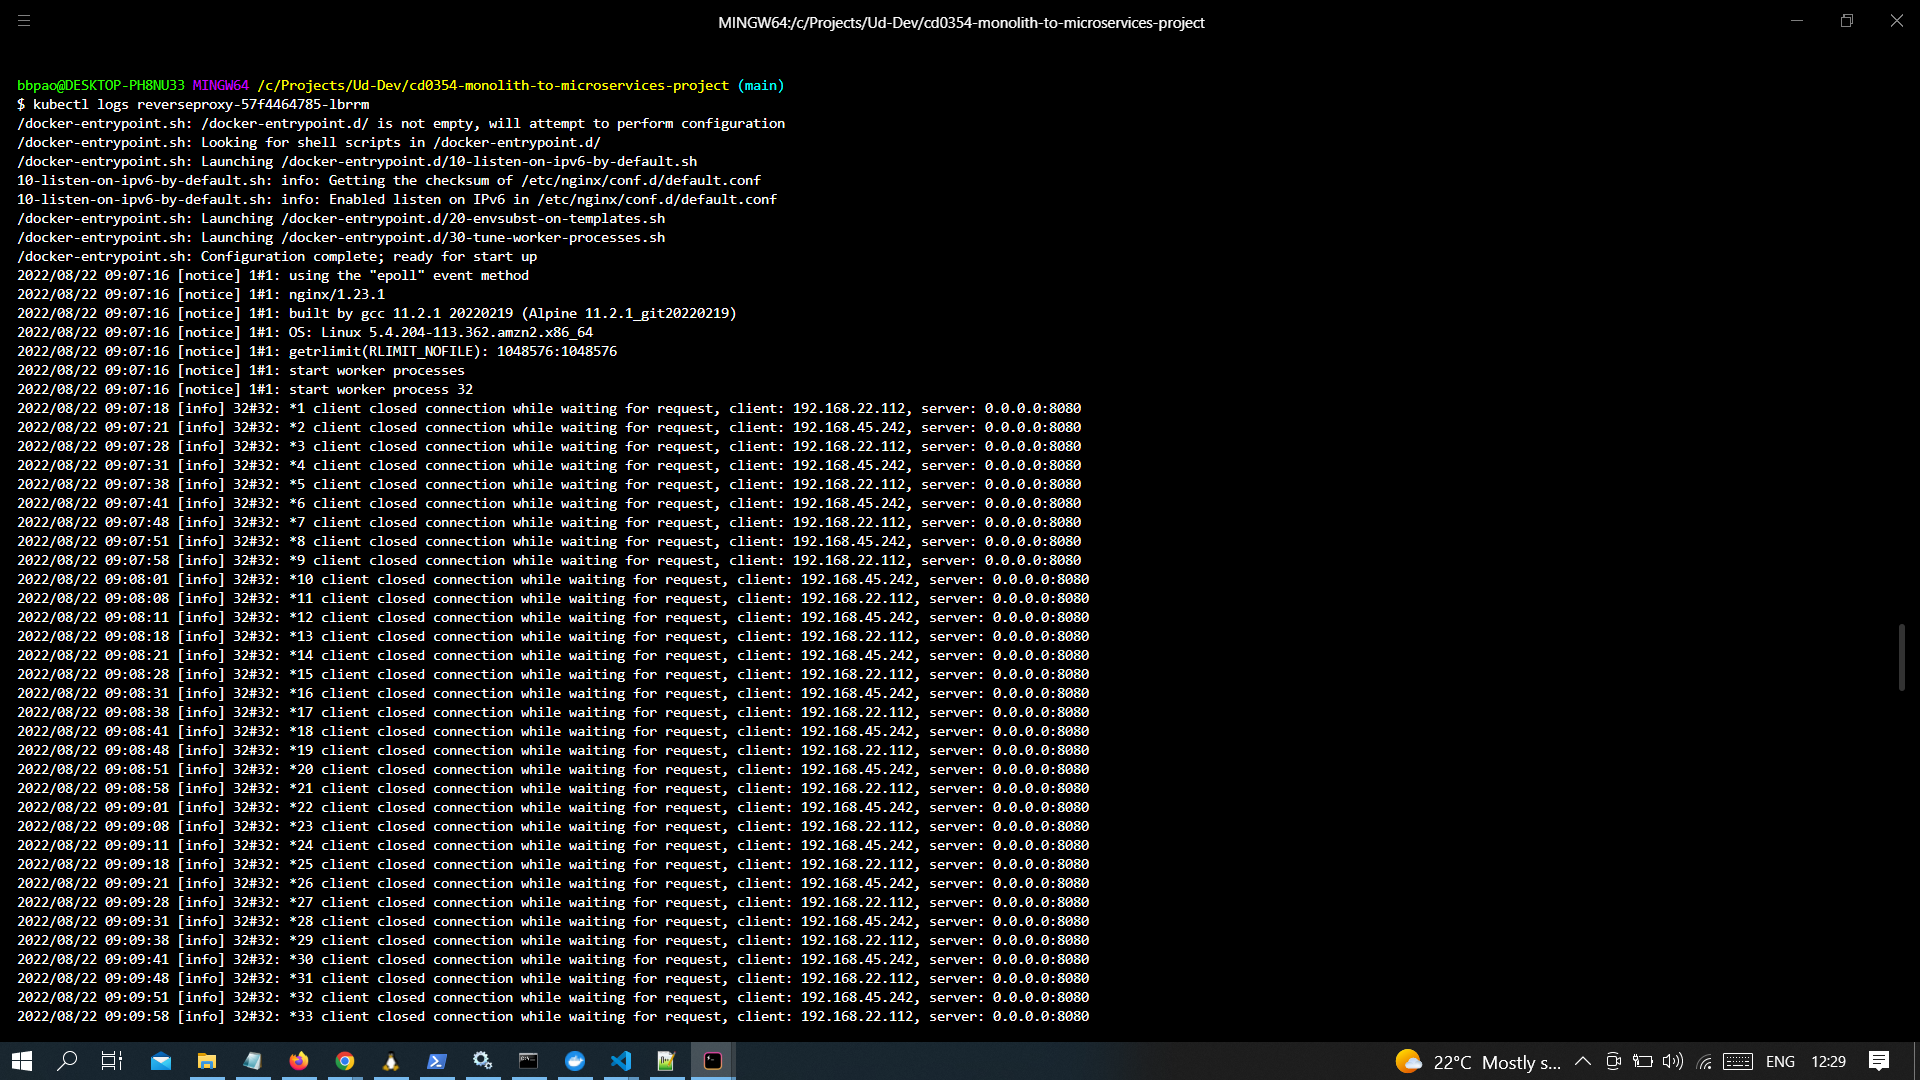 MINGW64:/c/Projects/Ud-Dev/cd0354-monolith-to-microservices-project
bbpao@DESKTOP-PH8NU33 MINGW64 /c/Projects/Ud-Dev/cd0354-monolith-to-microservices-project (main)
$ kubectl logs reverseproxy-57f4464785-lbrrm
/docker-entrypoint.sh: /docker-entrypoint.d/ is not empty, will attempt to perform configuration
/docker-entrypoint.sh: Looking for shell scripts in /docker-entrypoint.d/
/docker-entrypoint.sh: Launching /docker-entrypoint.d/10-listen-on-ipv6-by-default.sh
10-listen-on-ipv6-by-default.sh: info: Getting the checksum of /etc/nginx/conf.d/default.conf
10-listen-on-ipv6-by-default.sh: info: Enabled listen on IPv6 in /etc/nginx/conf.d/default.conf
/docker-entrypoint.sh: Launching /docker-entrypoint.d/20-envsubst-on-templates.sh
/docker-entrypoint.sh: Launching /docker-entrypoint.d/30-tune-worker-processes.sh
/docker-entrypoint.sh: Configuration complete; ready for start up
2022/08/22 09:07:16 [notice] 1#1: using the "epoll" event method
2022/08/22 09:07:16 [notice] 1#1: nginx/1.23.1
2022/08/22 09:07:16 [notice] 1#1: built by gcc 11.2.1 20220219 (Alpine 11.2.1_git20220219)
2022/08/22 09:07:16 [notice] 1#1: OS: Linux 5.4.204-113.362.amzn2.x86_64
2022/08/22 09:07:16 [notice] 1#1: getrlimit(RLIMIT_NOFILE): 1048576:1048576
2022/08/22 09:07:16 [notice] 1#1: start worker processes
2022/08/22 09:07:16 [notice] 1#1: start worker process 32
2022/08/22 09:07:18 [info] 32#32: *1 client closed connection while waiting for request, client: 192.168.22.112, server: 0.0.0.0:8080
2022/08/22 09:07:21 [info] 32#32: *2 client closed connection while waiting for request, client: 192.168.45.242, server: 0.0.0.0:8080
2022/08/22 09:07:28 [info] 32#32: *3 client closed connection while waiting for request, client: 192.168.22.112, server: 0.0.0.0:8080
2022/08/22 09:07:31 [info] 32#32: *4 client closed connection while waiting for request, client: 192.168.45.242, server: 0.0.0.0:8080
2022/08/22 09:07:38 [info] 32#32: *5 client closed connection while waiting for request, client: 192.168.22.112, server: 0.0.0.0:8080
2022/08/22 09:07:41 [info] 32#32: *6 client closed connection while waiting for request, client: 192.168.45.242, server: 0.0.0.0:8080
2022/08/22 09:07:48 [info] 32#32: *7 client closed connection while waiting for request, client: 192.168.22.112, server: 0.0.0.0:8080
2022/08/22 09:07:51 [info] 32#32: *8 client closed connection while waiting for request, client: 192.168.45.242, server: 0.0.0.0:8080
2022/08/22 09:07:58 [info] 32#32: *9 client closed connection while waiting for request, client: 192.168.22.112, server: 0.0.0.0:8080
2022/08/22 09:08:01 [info] 32#32: *10 client closed connection while waiting for request, client: 192.168.45.242, server: 0.0.0.0:8080
2022/08/22 09:08:08 [info] 32#32: *11 client closed connection while waiting for request, client: 192.168.22.112, server: 0.0.0.0:8080
2022/08/22 09:08:11 [info] 32#32: *12 client closed connection while waiting for request, client: 192.168.45.242, server: 0.0.0.0:8080
2022/08/22 09:08:18 [info] 32#32: *13 client closed connection while waiting for request, client: 192.168.22.112, server: 0.0.0.0:8080
2022/08/22 09:08:21 [info] 32#32: *14 client closed connection while waiting for request, client: 192.168.45.242, server: 0.0.0.0:8080
2022/08/22 09:08:28 [info] 32#32: *15 client closed connection while waiting for request, client: 192.168.22.112, server: 0.0.0.0:8080
2022/08/22 09:08:31 [info] 32#32: *16 client closed connection while waiting for request, client: 192.168.45.242, server: 0.0.0.0:8080
2022/08/22 09:08:38 [info] 32#32: *17 client closed connection while waiting for request, client: 192.168.22.112, server: 0.0.0.0:8080
2022/08/22 09:08:41 [info] 32#32: *18 client closed connection while waiting for request, client: 192.168.45.242, server: 0.0.0.0:8080
2022/08/22 09:08:48 [info] 32#32: *19 client closed connection while waiting for request, client: 192.168.22.112, server: 0.0.0.0:8080
2022/08/22 09:08:51 [info] 32#32: *20 client closed connection while waiting for request, client: 192.168.45.242, server: 0.0.0.0:8080
2022/08/22 09:08:58 [info] 32#32: *21 client closed connection while waiting for request, client: 192.168.22.112, server: 0.0.0.0:8080
2022/08/22 09:09:01 [info] 32#32: *22 client closed connection while waiting for request, client: 192.168.45.242, server: 0.0.0.0:8080
2022/08/22 09:09:08 [info] 32#32: *23 client closed connection while waiting for request, client: 192.168.22.112, server: 0.0.0.0:8080
2022/08/22 09:09:11 [info] 32#32: *24 client closed connection while waiting for request, client: 192.168.45.242, server: 0.0.0.0:8080
2022/08/22 09:09:18 [info] 32#32: *25 client closed connection while waiting for request, client: 192.168.22.112, server: 0.0.0.0:8080
2022/08/22 09:09:21 [info] 32#32: *26 client closed connection while waiting for request, client: 192.168.45.242, server: 0.0.0.0:8080
2022/08/22 09:09:28 [info] 32#32: *27 client closed connection while waiting for request, client: 192.168.22.112, server: 0.0.0.0:8080
2022/08/22 09:09:31 [info] 32#32: *28 client closed connection while waiting for request, client: 192.168.45.242, server: 0.0.0.0:8080
2022/08/22 09:09:38 [info] 32#32: *29 client closed connection while waiting for request, client: 192.168.22.112, server: 0.0.0.0:8080
2022/08/22 09:09:41 [info] 32#32: *30 client closed connection while waiting for request, client: 192.168.45.242, server: 0.0.0.0:8080
2022/08/22 09:09:48 [info] 32#32: *31 client closed connection while waiting for request, client: 192.168.22.112, server: 0.0.0.0:8080
2022/08/22 09:09:51 [info] 32#32: *32 client closed connection while waiting for request, client: 192.168.45.242, server: 0.0.0.0:8080
2022/08/22 09:09:58 [info] 32#32: *33 client closed connection while waiting for request, client: 192.168.22.112, server: 0.0.0.0:8080
22°C Mostly s... ENG 12:29